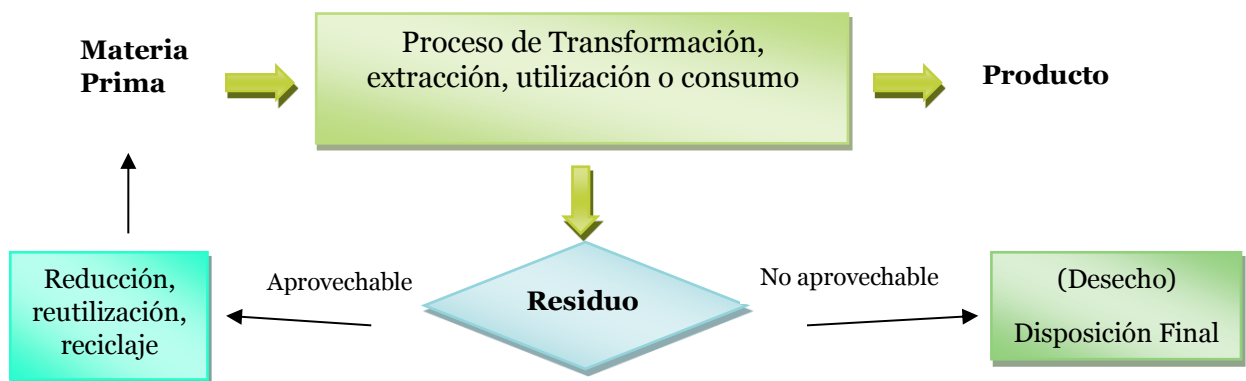 Materia
Prima
Proceso de Transformación,
extracción, utilización o consumo
Producto
Reducción,
reutilización,
reciclaje
Aprovechable
Residuo
No aprovechable
(Desecho)
Disposición Final